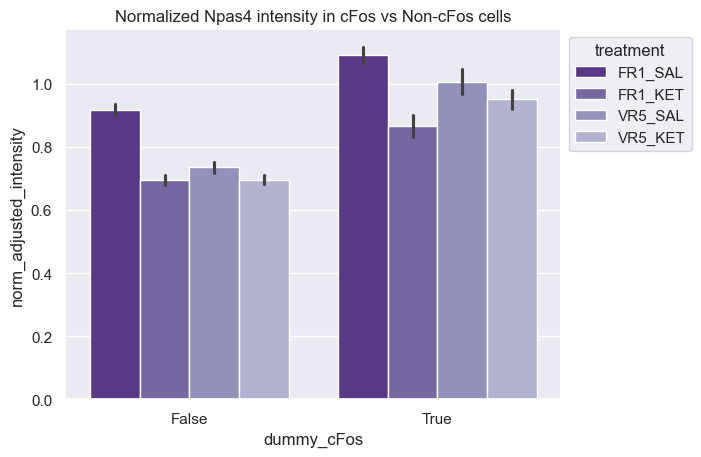 Normalized Npas4 intensity in cFos vs Non-cFos cells
treatment
FR1_SAL
FR1_KET
VR5_SAL
VR5_KET
norm_adjusted_intensity
1.0
0.8
0.6
0.4
0.2
0.0
False
True
dummy_cFos